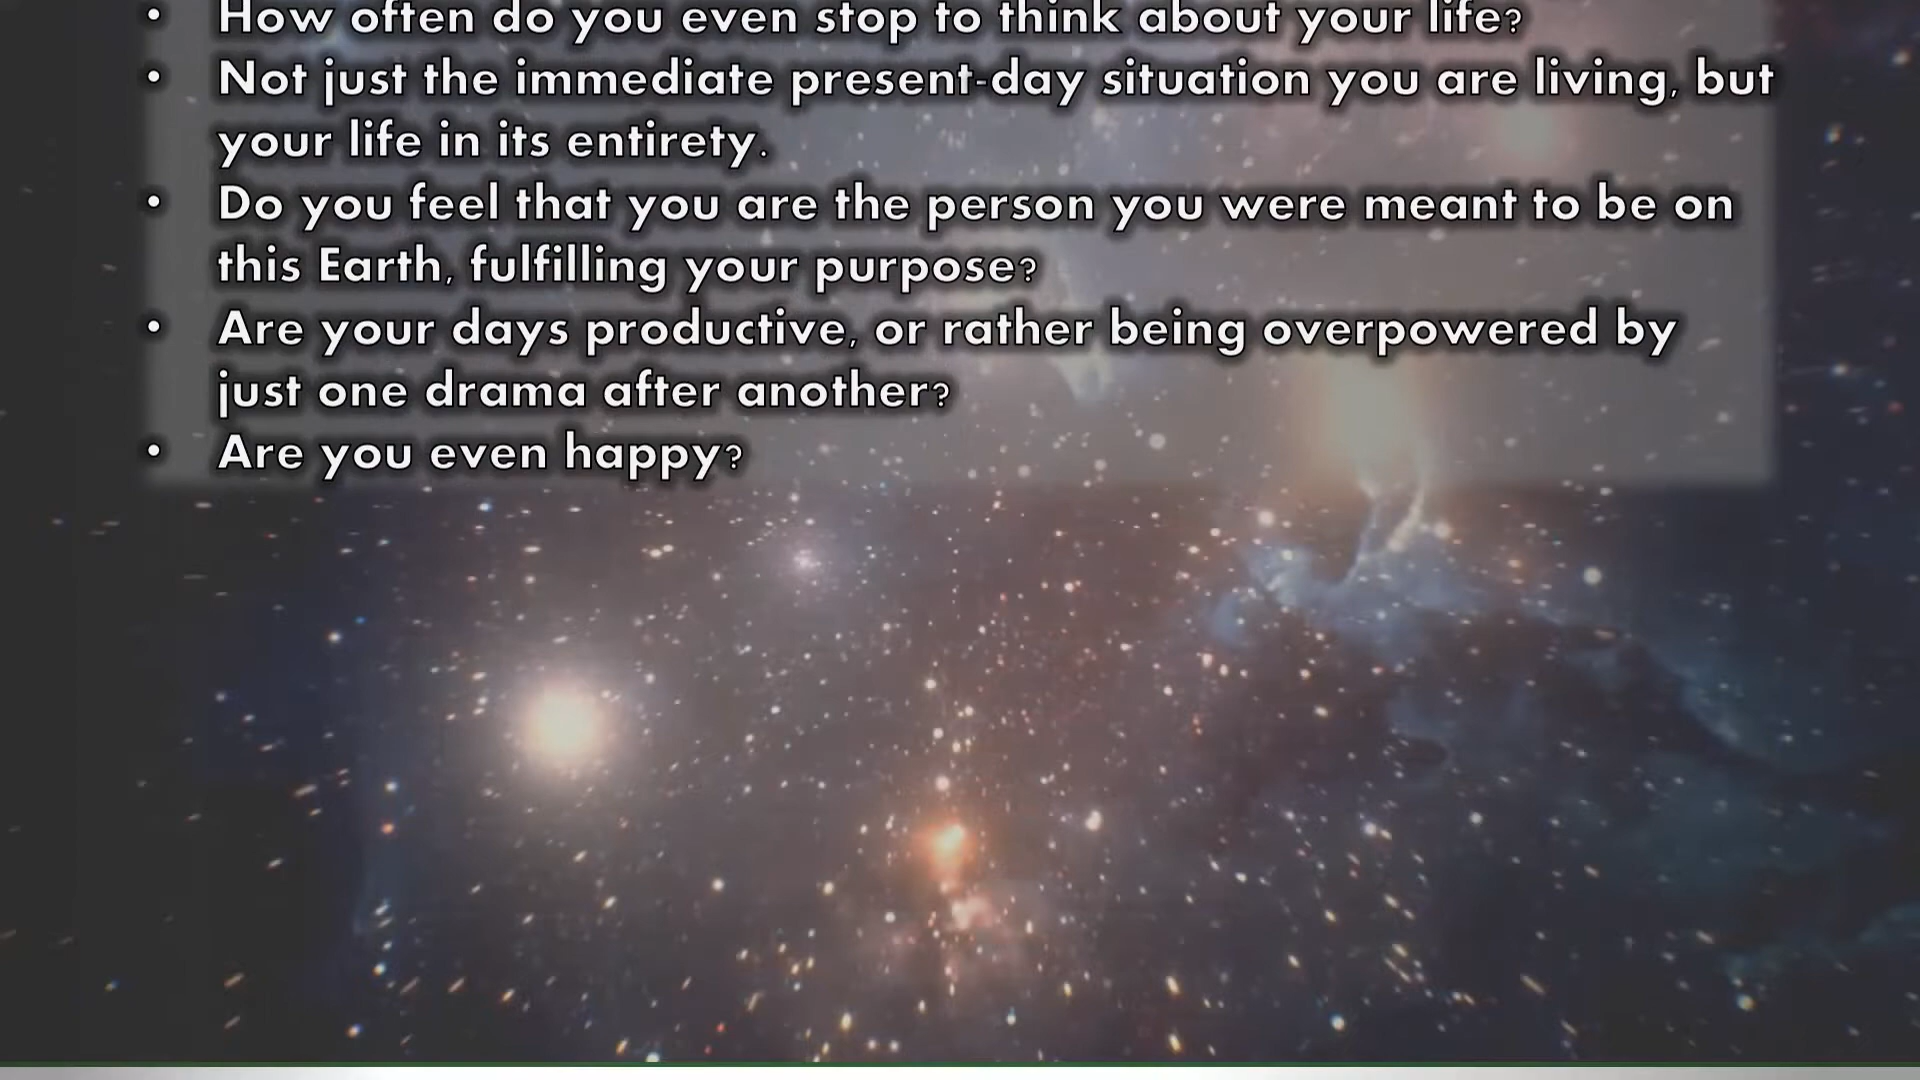 • How often do you even stop to think about your life?
• Not just the immediate present-day situation you are living, but
your life in its entirety.
• Do you feel that you are the person you were meant to be on
this Earth, fulfilling your purpose?
• Are your days productive, or rather being overpowered by
just one drama after another?
• Are you even happy?